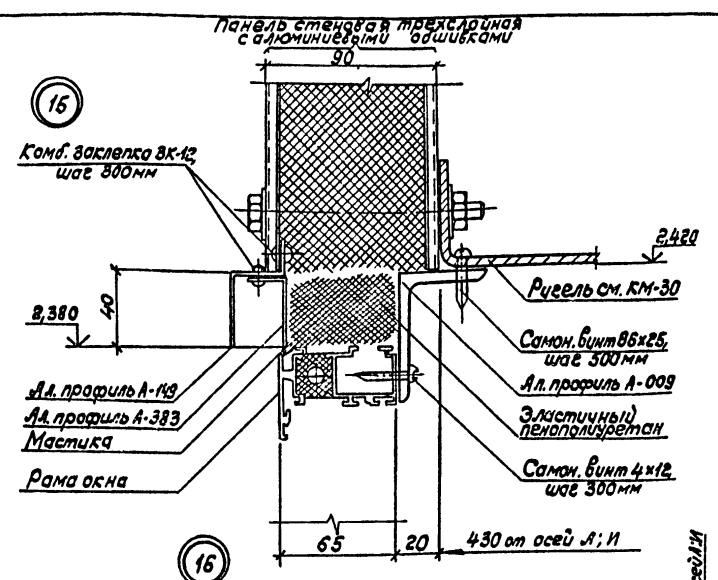 Панель стеновая трехслойная
с алюминиевыми обшивками
90
15
Комб. заклепка ЗК-12,
шаг 300мм
2,420
Ригель см. КМ-30
40
2,380
Самон. винт В6х25,
шаг 500мм
Ал. профиль А-149
Ал. профиль А-009
Ал. профиль А-383
Эластичный
пенополиуретан
Мастика
Рама окна
Самон. винт 4х12,
шаг 300мм
65
20
430 от осей А; И
16
осей А;И